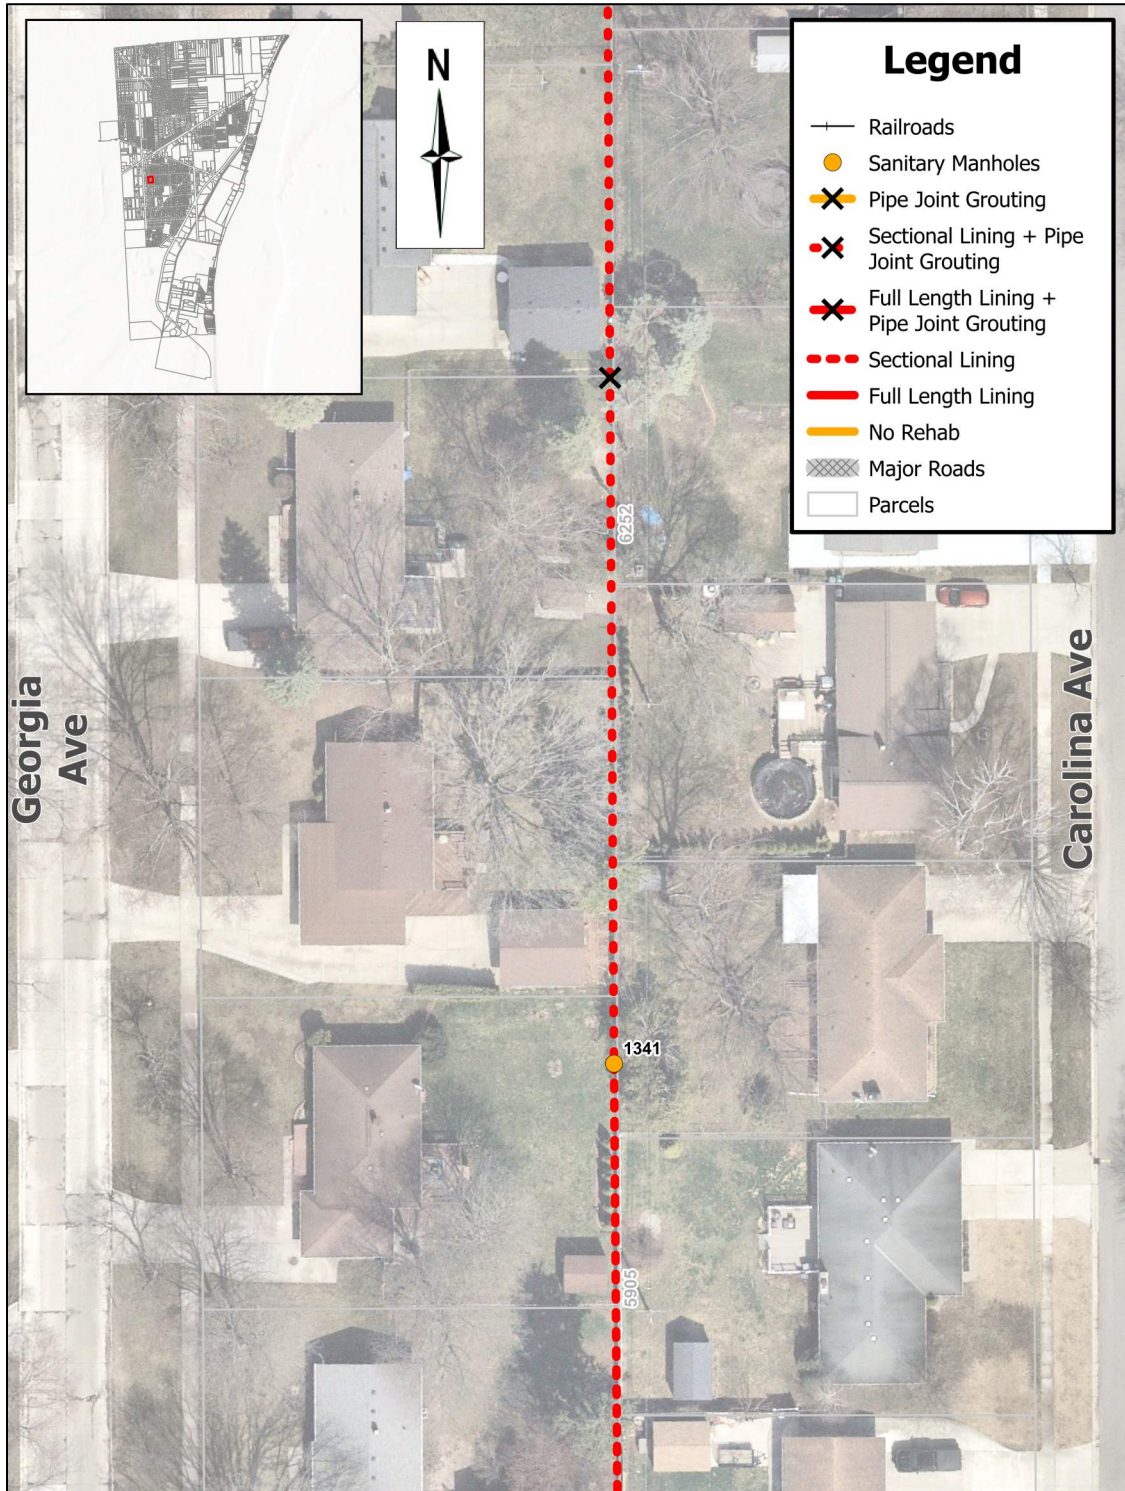 N
Legend
Railroads
Sanitary Manholes
Pipe Joint Grouting
Sectional Lining + Pipe
Joint Grouting
Full Length Lining +
Pipe Joint Grouting
Sectional Lining
Full Length Lining
No Rehab
Major Roads
Parcels
6252
Georgia
Ave
Carolina Ave
1341
5905